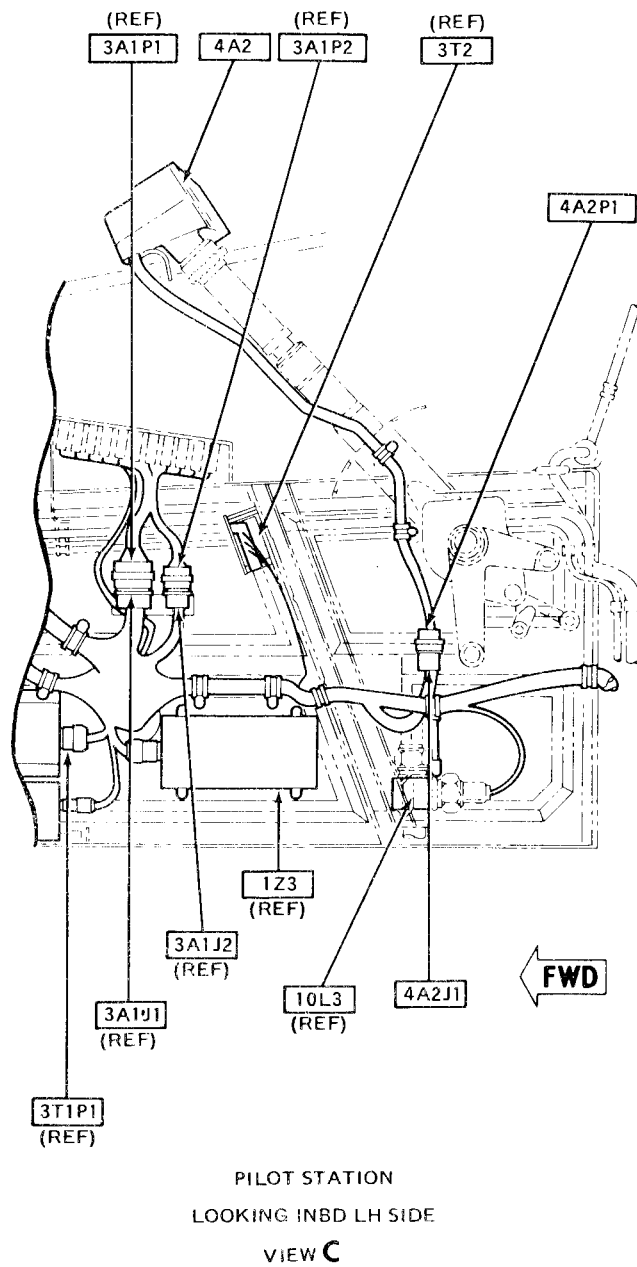 (REF)
3A1P1
4A2
(REF)
3A1P2
(REF)
3T2
4A2P1
1Z3
(REF)
3A1J2
(REF)
10L3
(REF)
4A2J1
FWD
3A1J1
(REF)
3T1P1
(REF)
PILOT STATION
LOOKING INBD LH SIDE
VIEW C